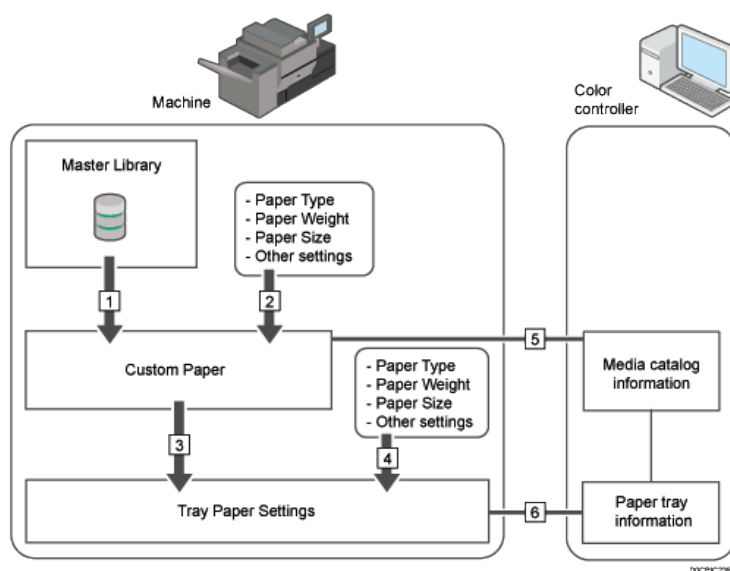 Machine
Color
controller
Master Library
- Paper Type
- Paper Weight
- Paper Size
- Other settings
1
2
Custom Paper
5
Media catalog
information
- Paper Type
- Paper Weight
- Paper Size
- Other settings
3
4
Tray Paper Settings
6
Paper tray
information